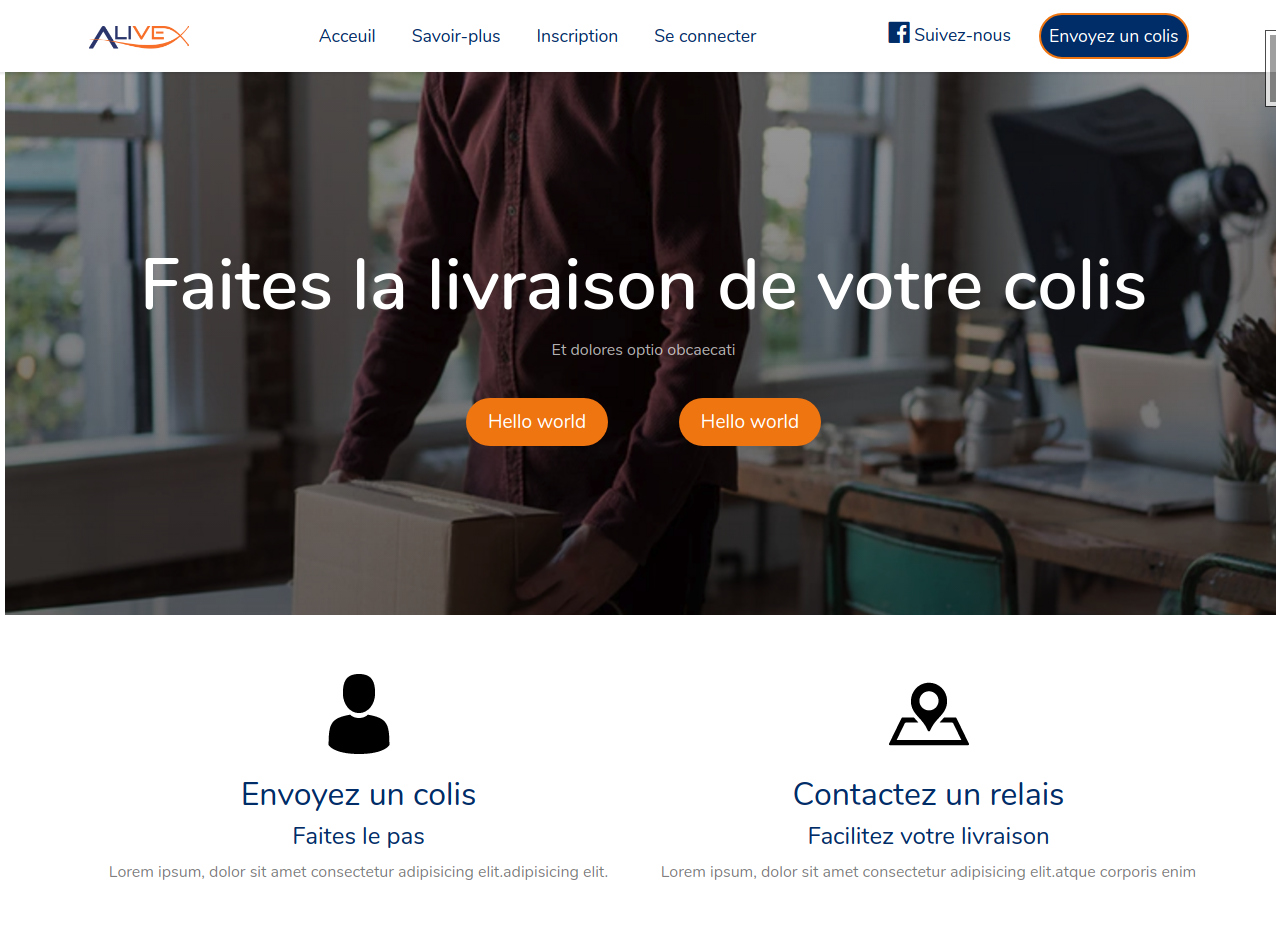 ALIVE
Acceuil Savoir-plus Inscription Se connecter Suivez-nous Envoyez un colis
Faites la livraison de votre colis
Et dolores optio obcaecati
Hello world Hello world
Envoyez un colis
Faites le pas
Lorem ipsum, dolor sit amet consectetur adipisicing elit.adipisicing elit.
Contactez un relais
Facilitez votre livraison
Lorem ipsum, dolor sit amet consectetur adipisicing elit.atque corporis enim